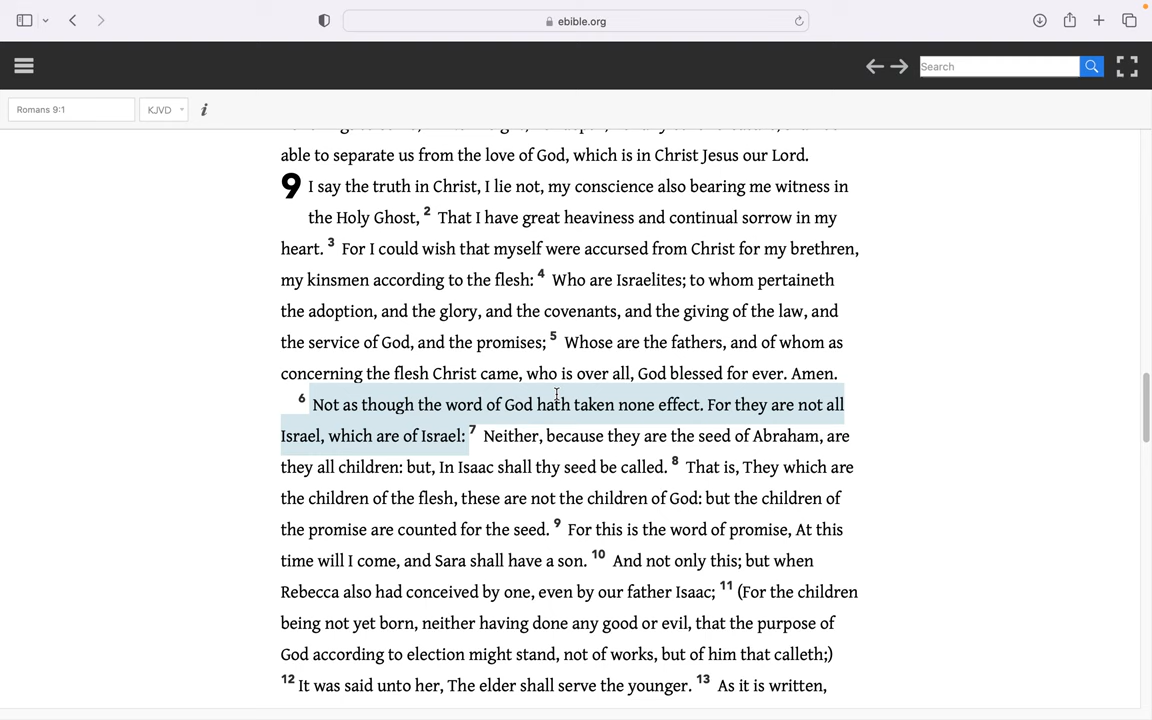 ebible.org
Search
Romans 9:1
KJVD
i
able to separate us from the love of God, which is in Christ Jesus our Lord.
9 I say the truth in Christ, I lie not, my conscience also bearing me witness in
the Holy Ghost, 2 That I have great heaviness and continual sorrow in my
heart. 3 For I could wish that myself were accursed from Christ for my brethren,
my kinsmen according to the flesh: 4 Who are Israelites; to whom pertaineth
the adoption, and the glory, and the covenants, and the giving of the law, and
the service of God, and the promises; 5 Whose are the fathers, and of whom as
concerning the flesh Christ came, who is over all, God blessed for ever. Amen.
6 Not as though the word of God hath taken none effect. For they are not all
Israel, which are of Israel: 7 Neither, because they are the seed of Abraham, are
they all children: but, In Isaac shall thy seed be called. 8 That is, They which are
the children of the flesh, these are not the children of God: but the children of
the promise are counted for the seed. 9 For this is the word of promise, At this
time will I come, and Sara shall have a son. 10 And not only this; but when
Rebecca also had conceived by one, even by our father Isaac; 11 (For the children
being not yet born, neither having done any good or evil, that the purpose of
God according to election might stand, not of works, but of him that calleth;)
12 It was said unto her, The elder shall serve the younger. 13 As it is written,